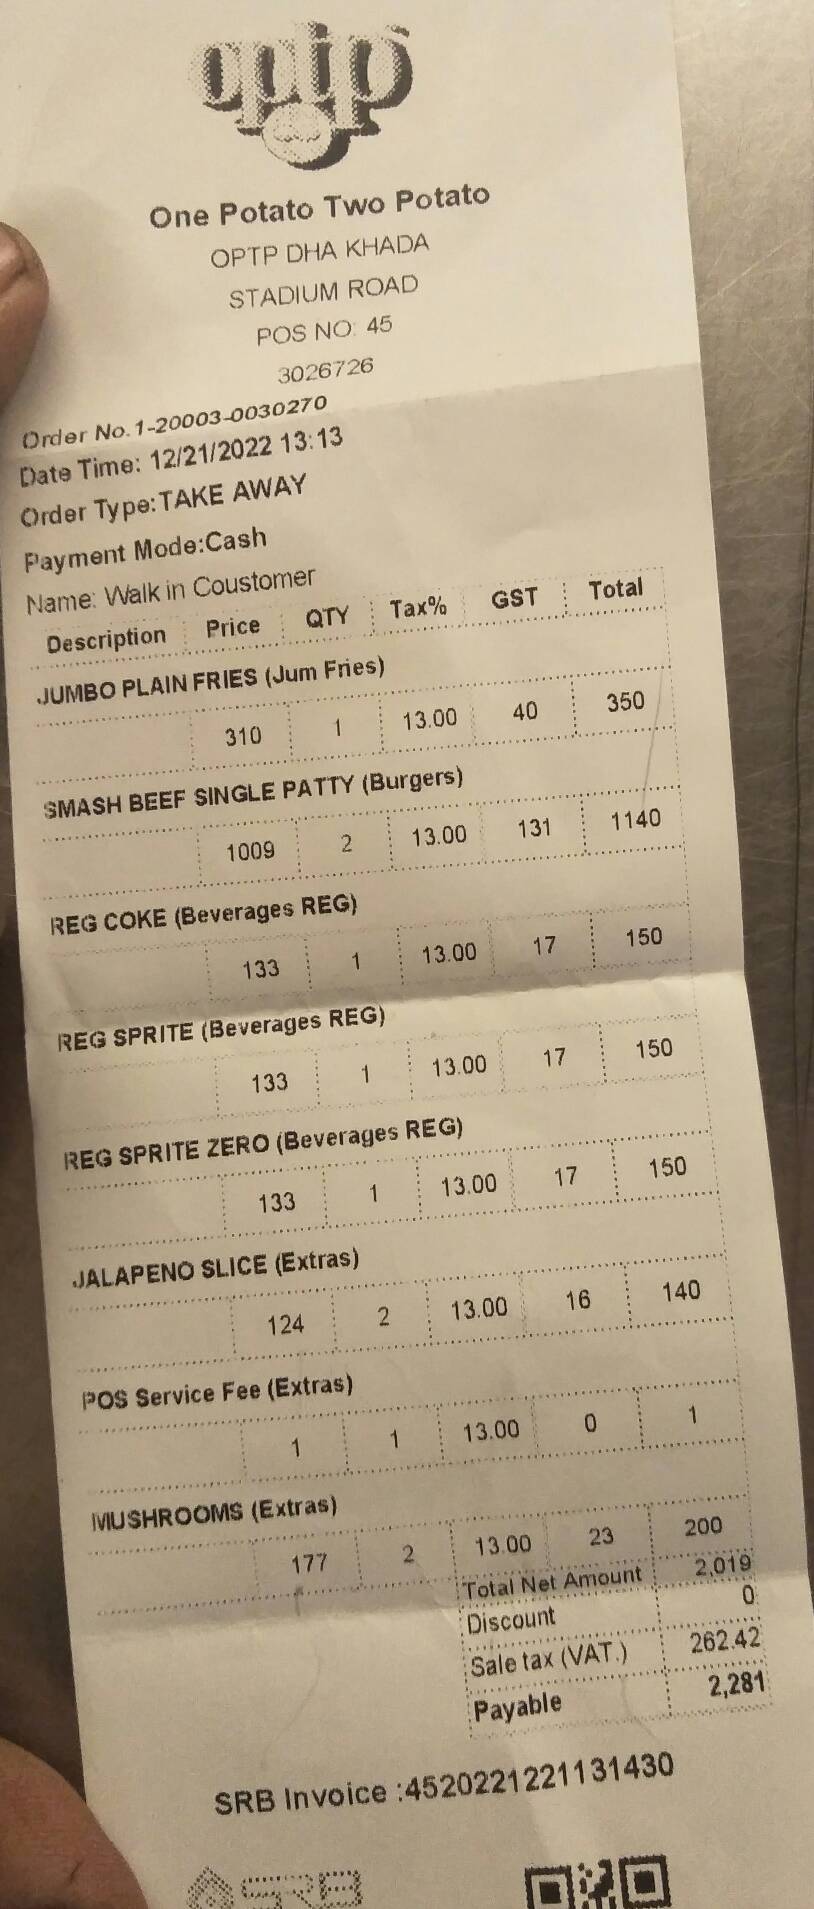 optp
One Potato Two Potato
OPTP DHA KHADA
STADIUM ROAD
POS NO: 45
3026726
Order No.1-20003-0030270
Date Time: 12/21/2022 13:13
Order Type:TAKE AWAY
Payment Mode:Cash
Name: Walk in Coustomer
Description Price QTY Tax% GST Total
JUMBO PLAIN FRIES (Jum Fries)
310 1 13.00 40 350
SMASH BEEF SINGLE PATTY (Burgers)
1009 2 13.00 131 1140
REG COKE (Beverages REG)
133 1 13.00 17 150
REG SPRITE (Beverages REG)
133 1 13.00 17 150
REG SPRITE ZERO (Beverages REG)
133 1 13.00 17 150
JALAPENO SLICE (Extras)
124 2 13.00 16 140
POS Service Fee (Extras)
1 1 13.00 0 1
MUSHROOMS (Extras)
177 2 13.00 23 200
Total Net Amount 2,019
Discount 0
Sale tax (VAT.) 262.42
Payable 2,281
SRB Invoice :4520221221131430
SRB